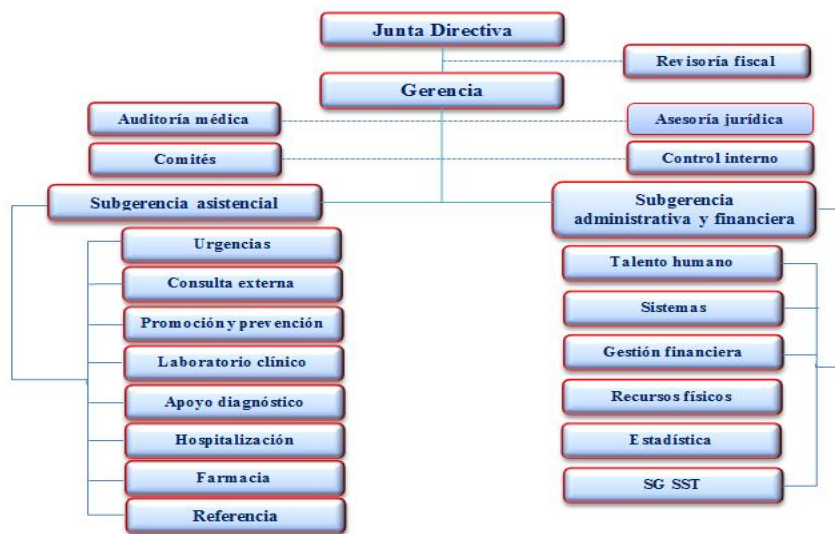 Junta Directiva
Revisoría fiscal
Gerencia
Auditoría médica
Asesoría jurídica
Comités
Control interno
Subgerencia asistencial
Subgerencia
administrativa y financiera
Urgencias
Consulta externa
Promoción y prevención
Laboratorio clínico
Apoyo diagnóstico
Hospitalización
Farmacia
Referencia
Talento humano
Sistemas
Gestión financiera
Recursos físicos
Estadística
SG SST